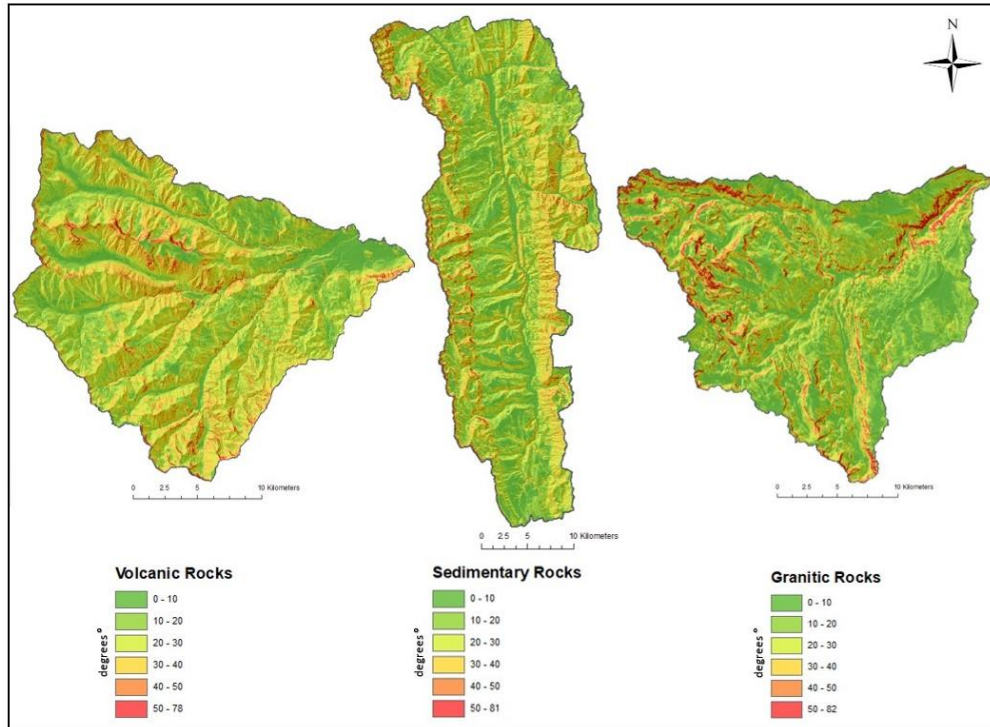 N
0 2.5 5 10 Kilometers
0 2.5 5 10 Kilometers
0 2.5 5 10 Kilometers
Volcanic Rocks
degrees °
0 - 10
10 - 20
20 - 30
30 - 40
40 - 50
50 - 78
Sedimentary Rocks
degrees °
0 - 10
10 - 20
20 - 30
30 - 40
40 - 50
50 - 81
Granitic Rocks
degrees °
0 - 10
10 - 20
20 - 30
30 - 40
40 - 50
50 - 82